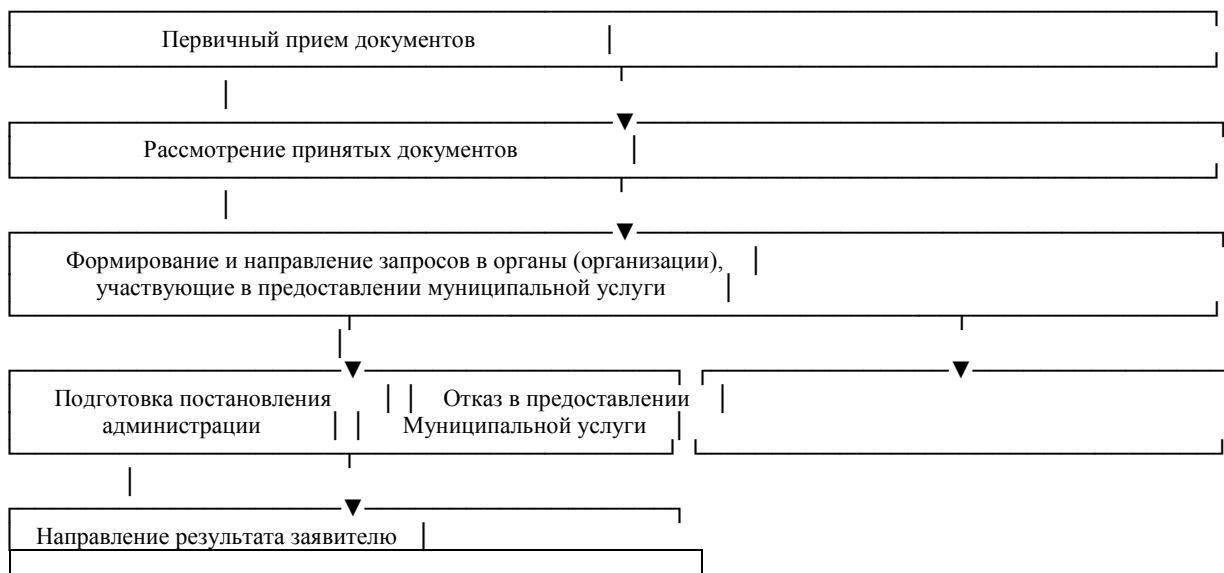 Первичный прием документов
Рассмотрение принятых документов
Формирование и направление запросов в органы (организации),
участвующие в предоставлении муниципальной услуги
Подготовка постановления Отказ в предоставлении
администрации Муниципальной услуги
Направление результата заявителю